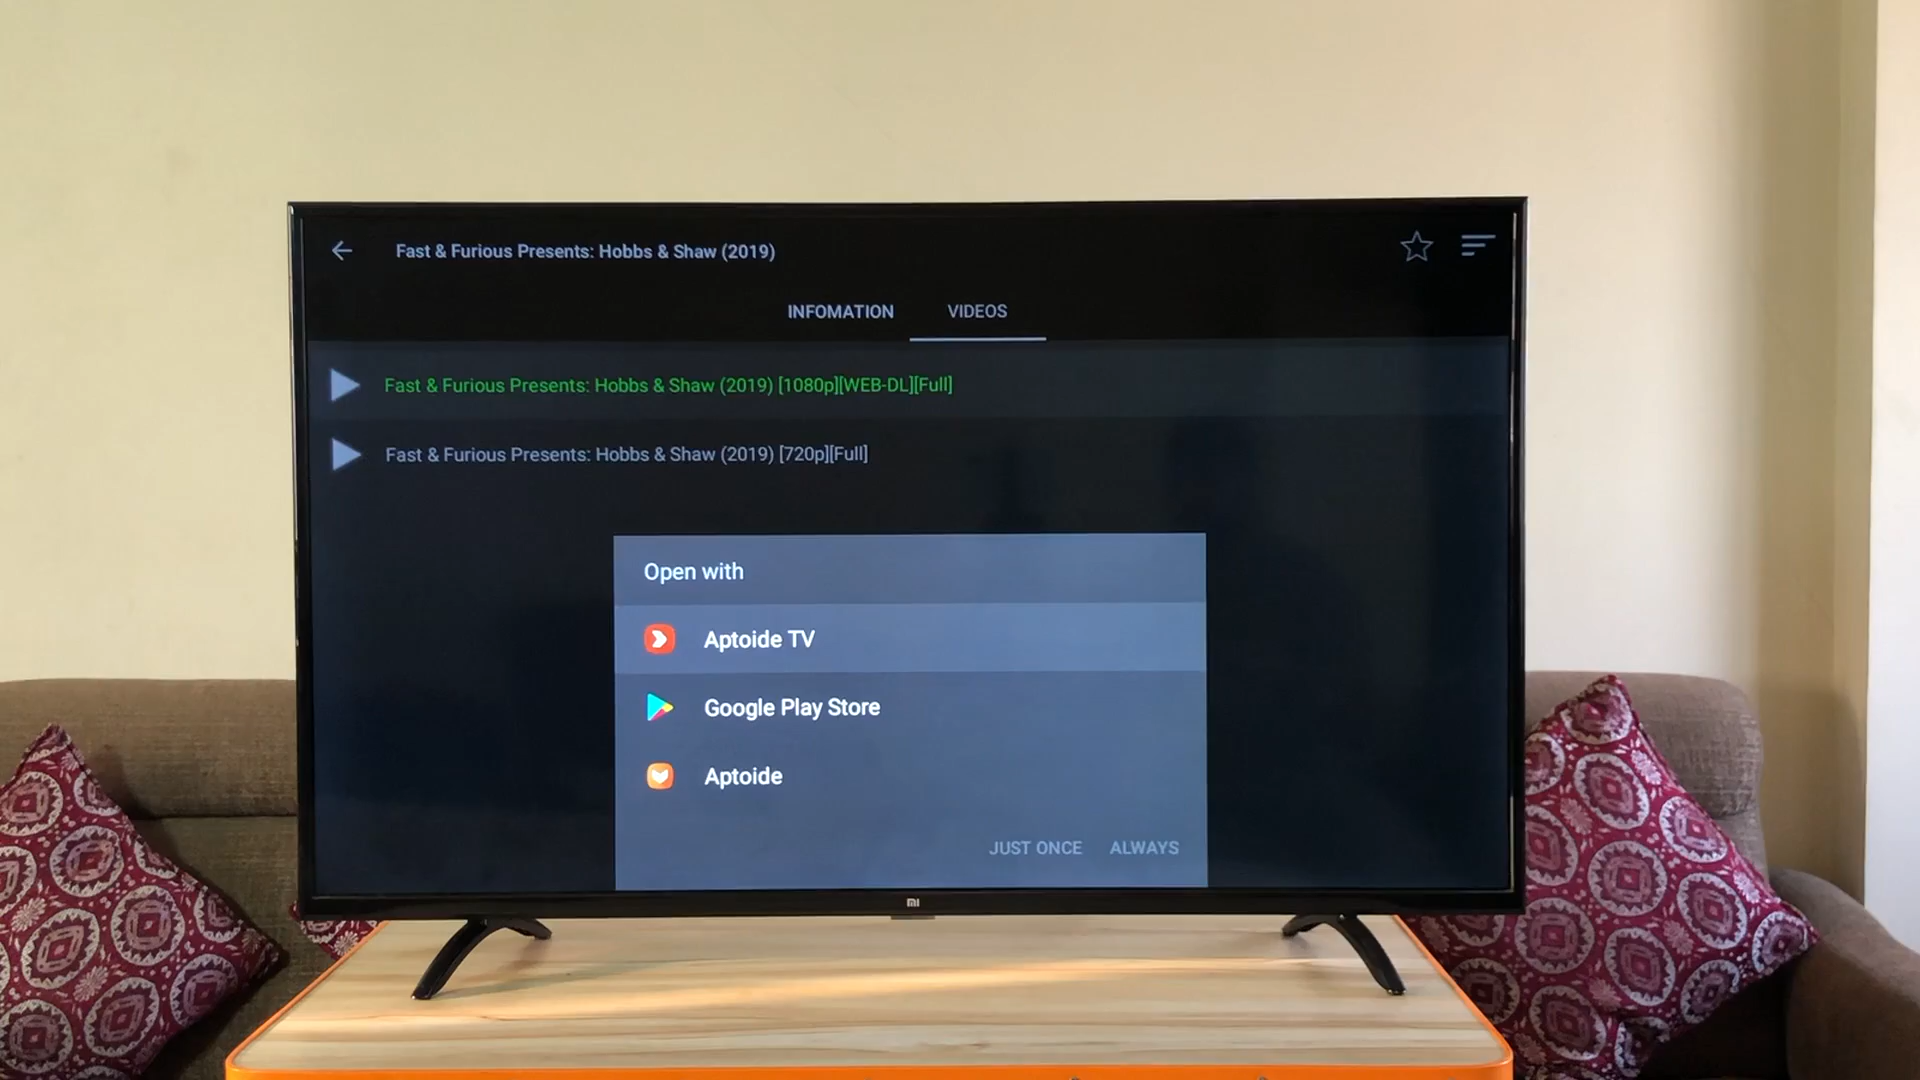 Fast & Furious Presents: Hobbs & Shaw (2019)
INFOMATION VIDEOS
Fast & Furious Presents: Hobbs & Shaw (2019) [1080p][WEB-DL][Full]
Fast & Furious Presents: Hobbs & Shaw (2019) [720p][Full]
Open with
Aptoide TV
Google Play Store
Aptoide
JUST ONCE ALWAYS
mi